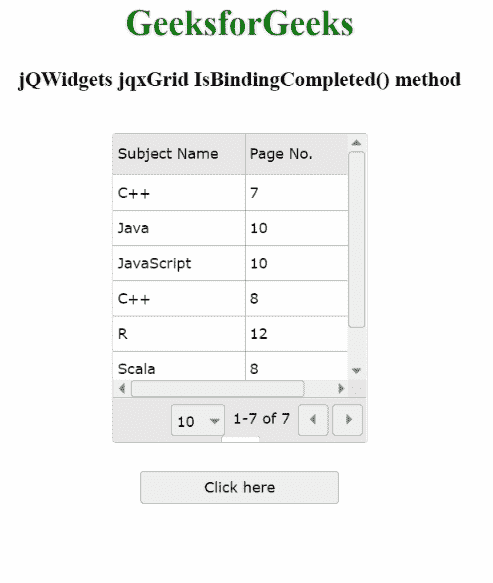 GeeksforGeeks
jQWidgets jqxGrid IsBindingCompleted() method
Subject Name Page No.
C++ 7
Java 10
JavaScript 10
C++ 8
R 12
Scala 8
10 1-7 of 7
Click here